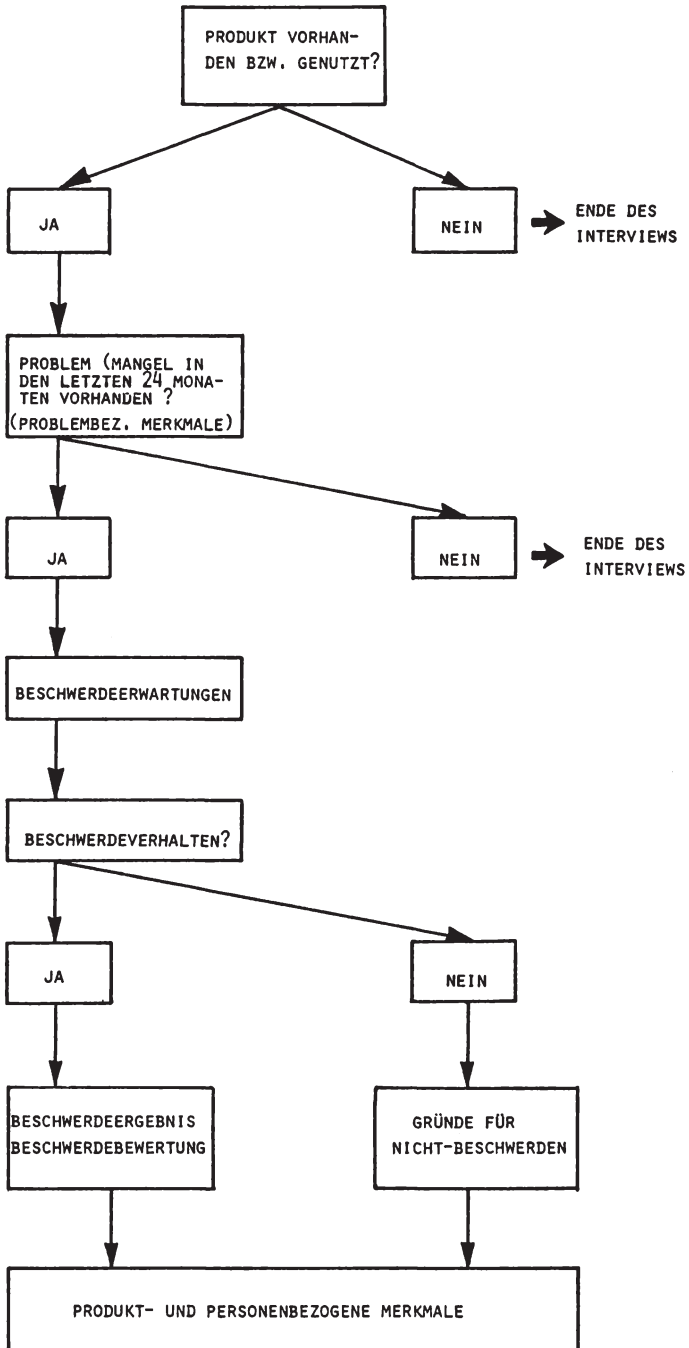 PRODUKT VORHAN-
DEN BZW. GENUTZT?
JA
NEIN
ENDE DES
INTERVIEWS
PROBLEM (MANGEL IN
DEN LETZTEN 24 MONA-
TEN VORHANDEN ?
(PROBLEMBEZ. MERKMALE)
JA
NEIN
ENDE DES
INTERVIEWS
BESCHWERDEERWARTUNGEN
BESCHWERDEVERHALTEN?
JA
NEIN
BESCHWERDEERGEBNIS
BESCHWERDEBEWERTUNG
GRÜNDE FÜR
NICHT-BESCHWERDEN
PRODUKT- UND PERSONENBEZOGENE MERKMALE